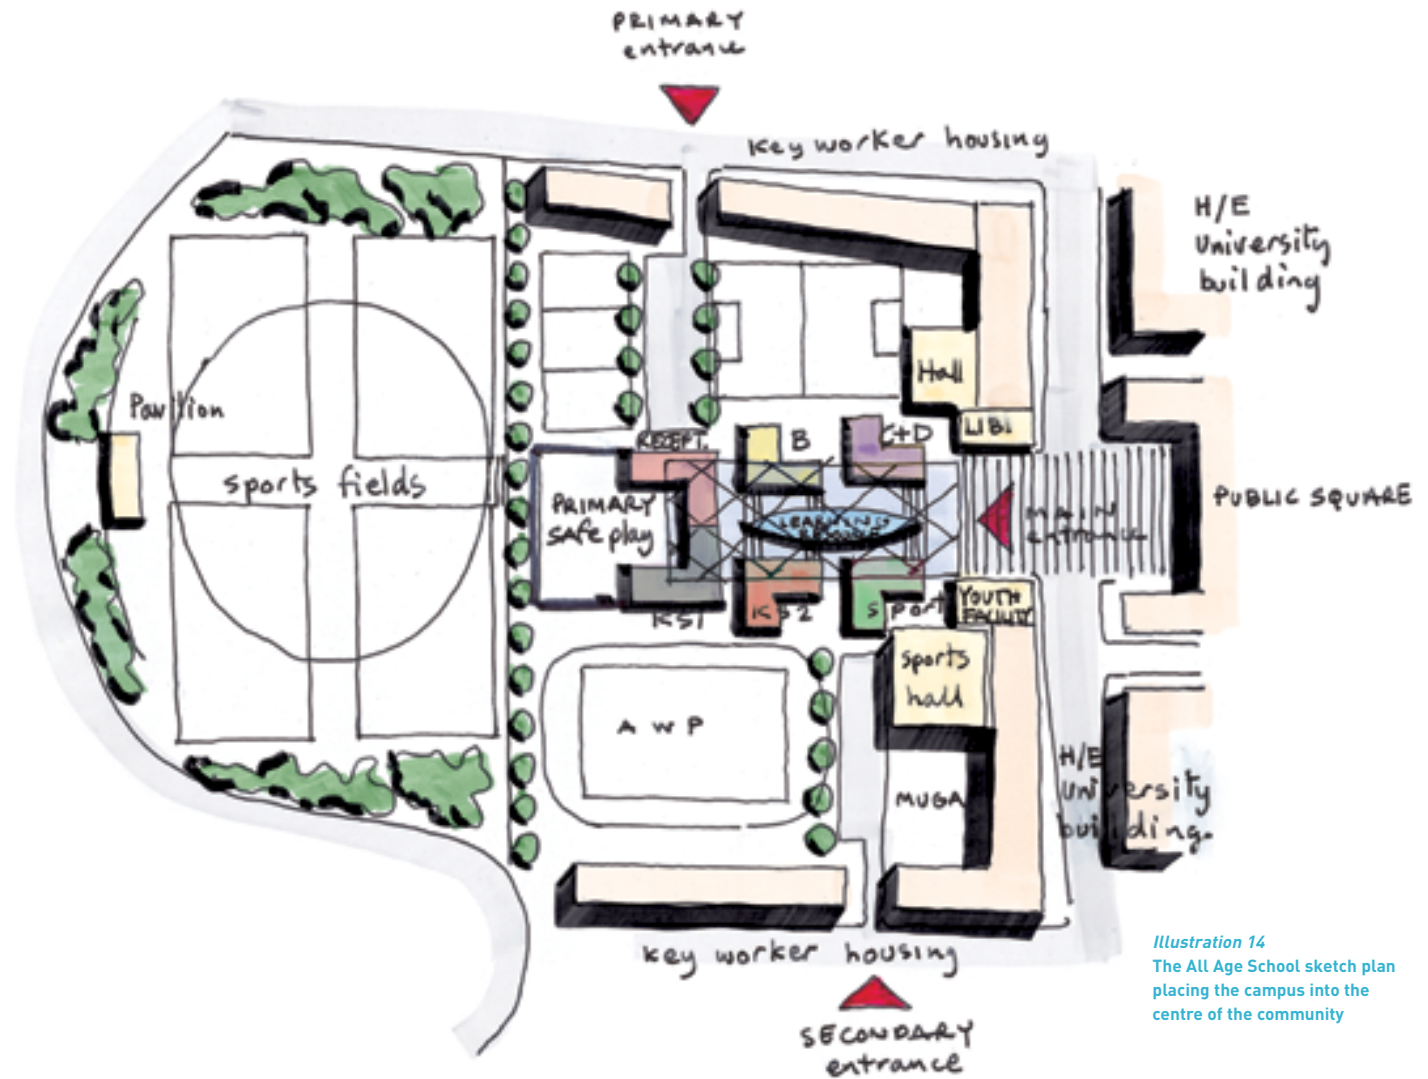 PRIMARY
entrance
key worker housing
H/E
University
building
Hall
Pavilion
LIBI
RECEPT.
B
C+D
sports fields
PRIMARY
safe play
LEARNING
MAIN
entrance
PUBLIC SQUARE
KS1
KS2
Sport
YOUTH
FACILITY
sports
hall
A W P
MUGA
H/E
University
building.
key worker housing
SECONDARY
entrance
Illustration 14
The All Age School sketch plan
placing the campus into the
centre of the community